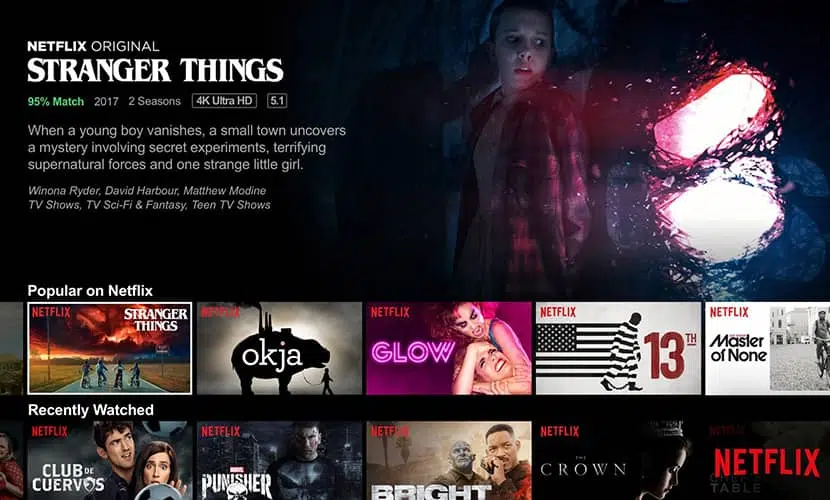 NETFLIX ORIGINAL
STRANGER THINGS
95% Match 2017 2 Seasons 4K Ultra HD 5.1
When a young boy vanishes, a small town uncovers
a mystery involving secret experiments, terrifying
supernatural forces and one strange little girl.
Winona Ryder, David Harbour, Matthew Modine
TV Shows, TV Sci-Fi & Fantasy, Teen TV Shows
Popular on Netflix
NETFLIX
STRANGER
THINGS
NETFLIX
okja
NETFLIX
GLOW
NETFLIX
13TH
NETFLIX
Master
of None
Recently Watched
NETFLIX
CLUB DE
CUERVOS
NETFLIX
MARVEL
PUNISHER
NETFLIX
BRIGHT
NETFLIX
THE
CROWN
NETFLIX
TABLE
NETFLIX